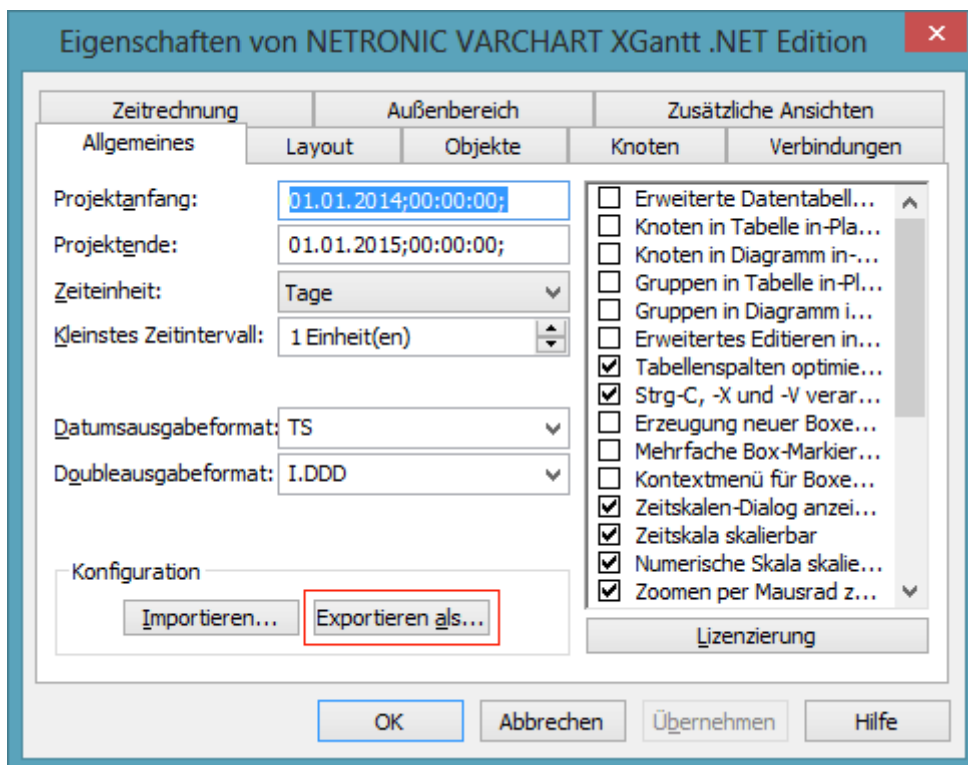 Eigenschaften von NETRONIC VARCHART XGantt .NET Edition
Zeitrechnung
Außenbereich
Zusätzliche Ansichten
Allgemeines
Layout
Objekte
Knoten
Verbindungen
Projektanfang:
01.01.2014;00:00:00;
Projektende:
01.01.2015;00:00:00;
Zeiteinheit:
Tage
Kleinstes Zeitintervall:
1 Einheit(en)
Datumsausgabeformat:
TS
Doubleausgabeformat:
I.DDD
Konfiguration
Importieren...
Exportieren als...
Erweiterte Datentabell...
Knoten in Tabelle in-Pla...
Knoten in Diagramm in-...
Gruppen in Tabelle in-Pl...
Gruppen in Diagramm i...
Erweitertes Editieren in...
Tabellenspalten optimie...
Strg-C, -X und -V verar...
Erzeugung neuer Boxe...
Mehrfache Box-Markier...
Kontextmenü für Boxe...
Zeitskalen-Dialog anzei...
Zeitskala skalierbar
Numerische Skala skalie...
Zoomen per Mausrad z...
Lizenzierung
OK
Abbrechen
Übernehmen
Hilfe